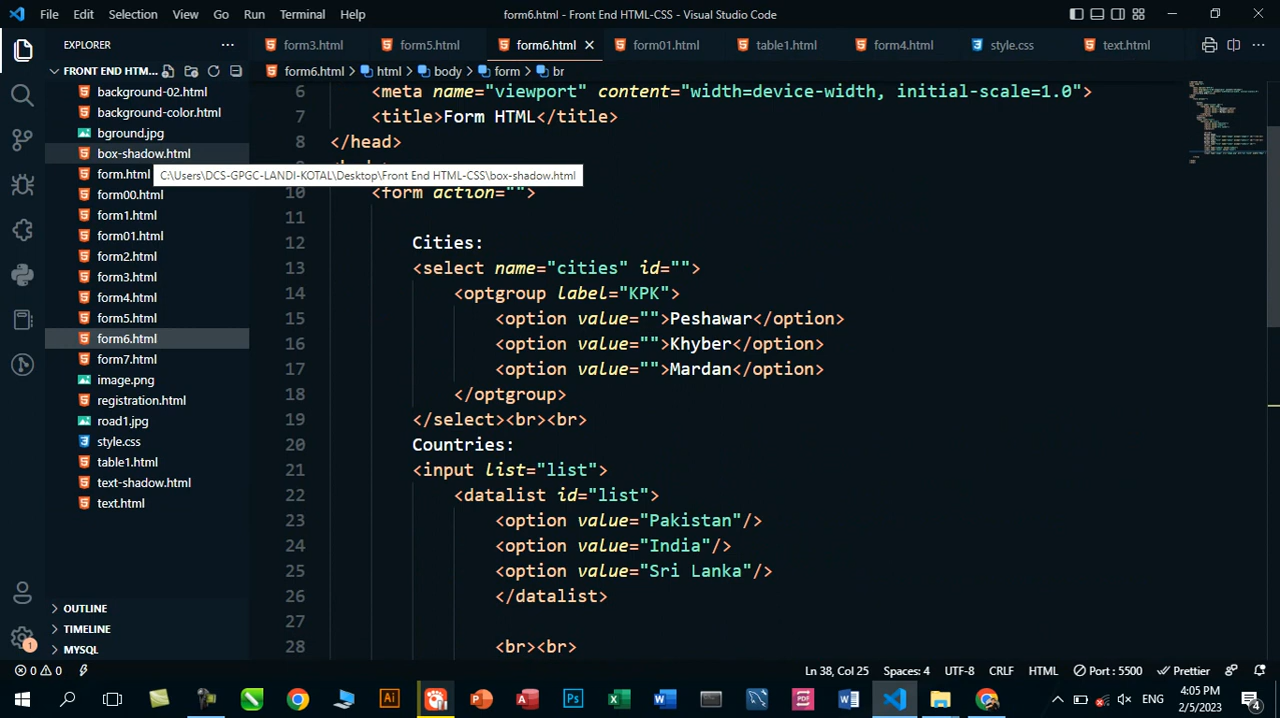 File Edit Selection View Go Run Terminal Help form6.html - Front End HTML-CSS - Visual Studio Code
EXPLORER
form3.html form5.html form6.html form01.html table1.html form4.html style.css text.html
FRONT END HTM...
form6.html > html > body > form > br
background-02.html
background-color.html
bground.jpg
box-shadow.html
form.html
C:\Users\DCS-GPGC-LANDI-KOTAL\Desktop\Front End HTML-CSS\box-shadow.html
form00.html
form1.html
form01.html
form2.html
form3.html
form4.html
form5.html
form6.html
form7.html
image.png
registration.html
road1.jpg
style.css
table1.html
text-shadow.html
text.html
OUTLINE
TIMELINE
MYSQL
6 <meta name="viewport" content="width=device-width, initial-scale=1.0">
7 <title>Form HTML</title>
8 </head>
10 <form action="">
11
12 Cities:
13 <select name="cities" id="">
14 <optgroup label="KPK">
15 <option value="">Peshawar</option>
16 <option value="">Khyber</option>
17 <option value="">Mardan</option>
18 </optgroup>
19 </select><br><br>
20 Countries:
21 <input list="list">
22 <datalist id="list">
23 <option value="Pakistan"/>
24 <option value="India"/>
25 <option value="Sri Lanka"/>
26 </datalist>
27
28 <br><br>
1
0 0 Ln 38, Col 25 Spaces: 4 UTF-8 CRLF HTML Port : 5500 Prettier
ENG 4:05 PM
2/5/2023
4